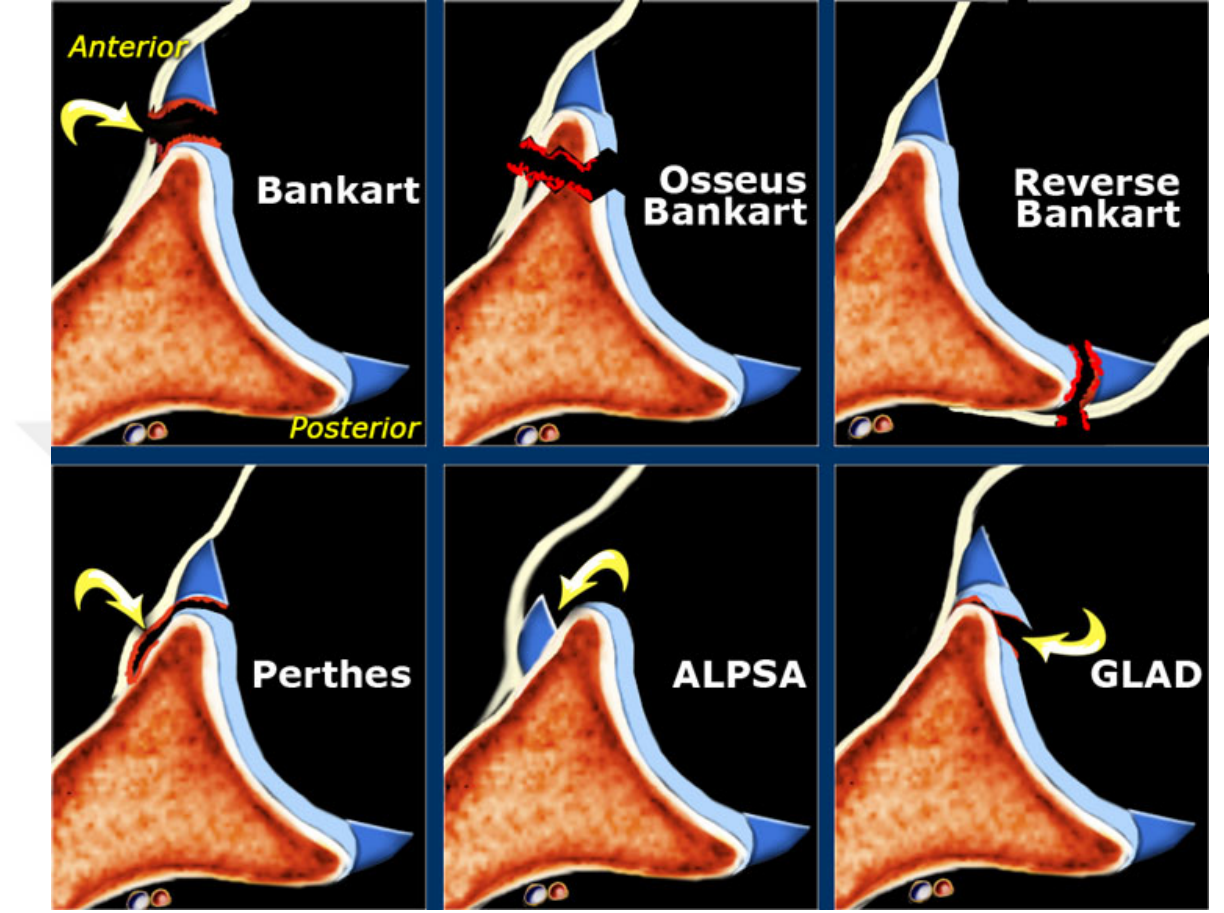 Anterior
Bankart
Posterior
Osseus
Bankart
Reverse
Bankart
Perthes
ALPSA
GLAD